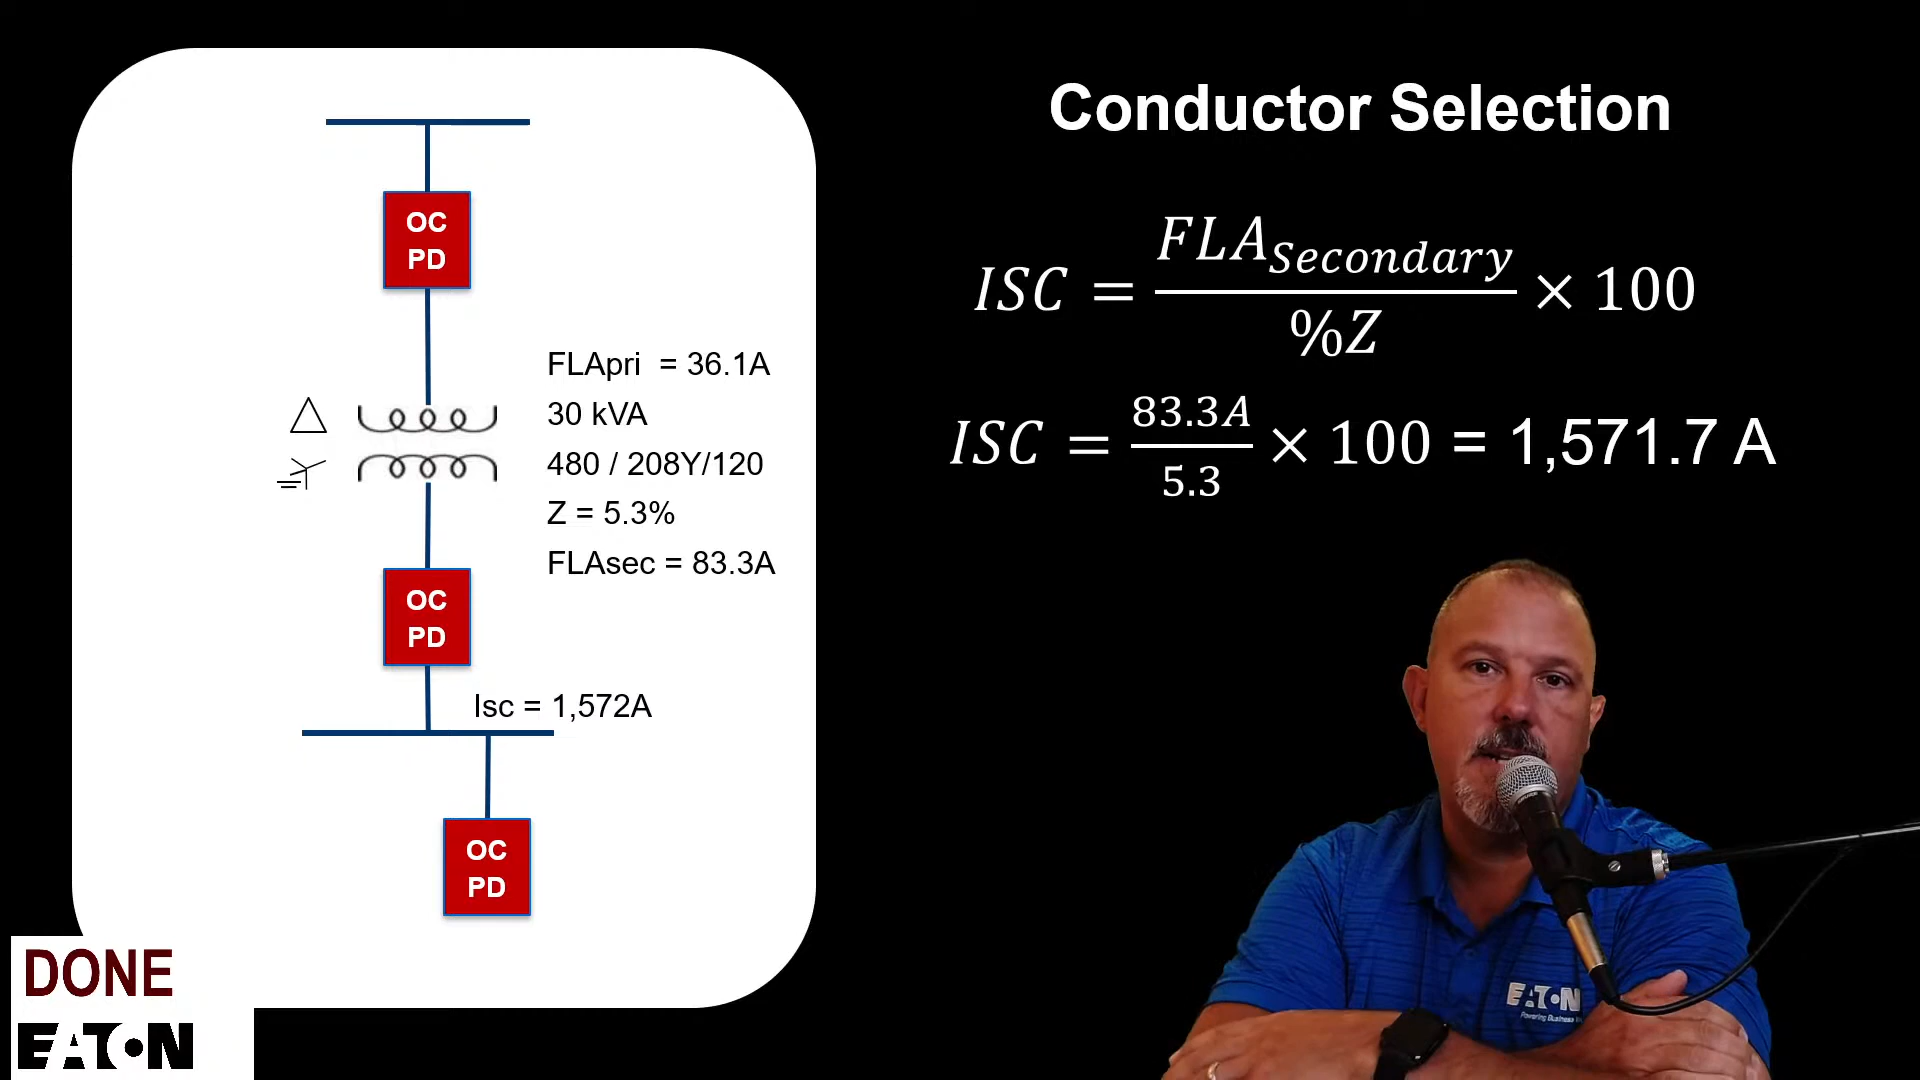 Conductor Selection
OC
PD
ISC = FLA_Secondary / %Z × 100
FLApri = 36.1A
30 kVA
480 / 208Y/120
Z = 5.3%
FLAsec = 83.3A
ISC = 83.3A / 5.3 × 100 = 1,571.7 A
OC
PD
Isc = 1,572A
OC
PD
DONE
EATON
EATON